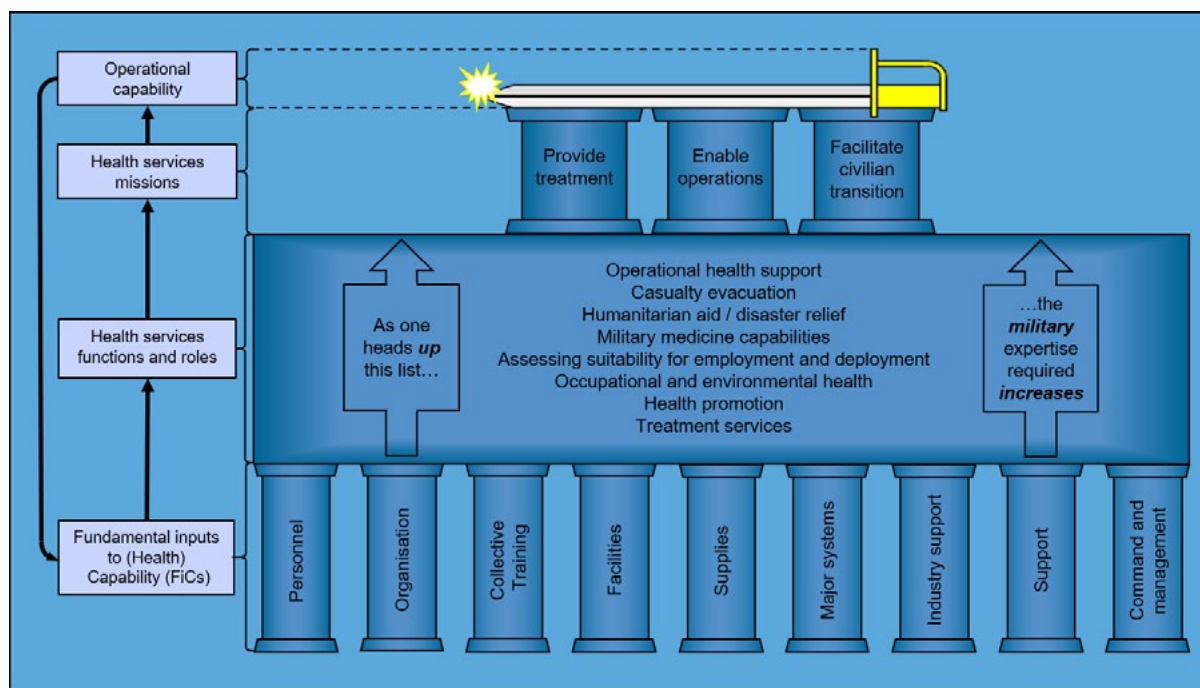 Operational
capability
Health services
missions
Health services
functions and roles
Fundamental inputs
to (Health)
Capability (FiCs)
Provide
treatment
Enable
operations
Facilitate
civilian
transition
As one
heads up
this list…
Operational health support
Casualty evacuation
Humanitarian aid / disaster relief
Military medicine capabilities
Assessing suitability for employment and deployment
Occupational and environmental health
Health promotion
Treatment services
…the
military
expertise
required
increases
Personnel
Organisation
Collective
Training
Facilities
Supplies
Major systems
Industry support
Support
Command and
management